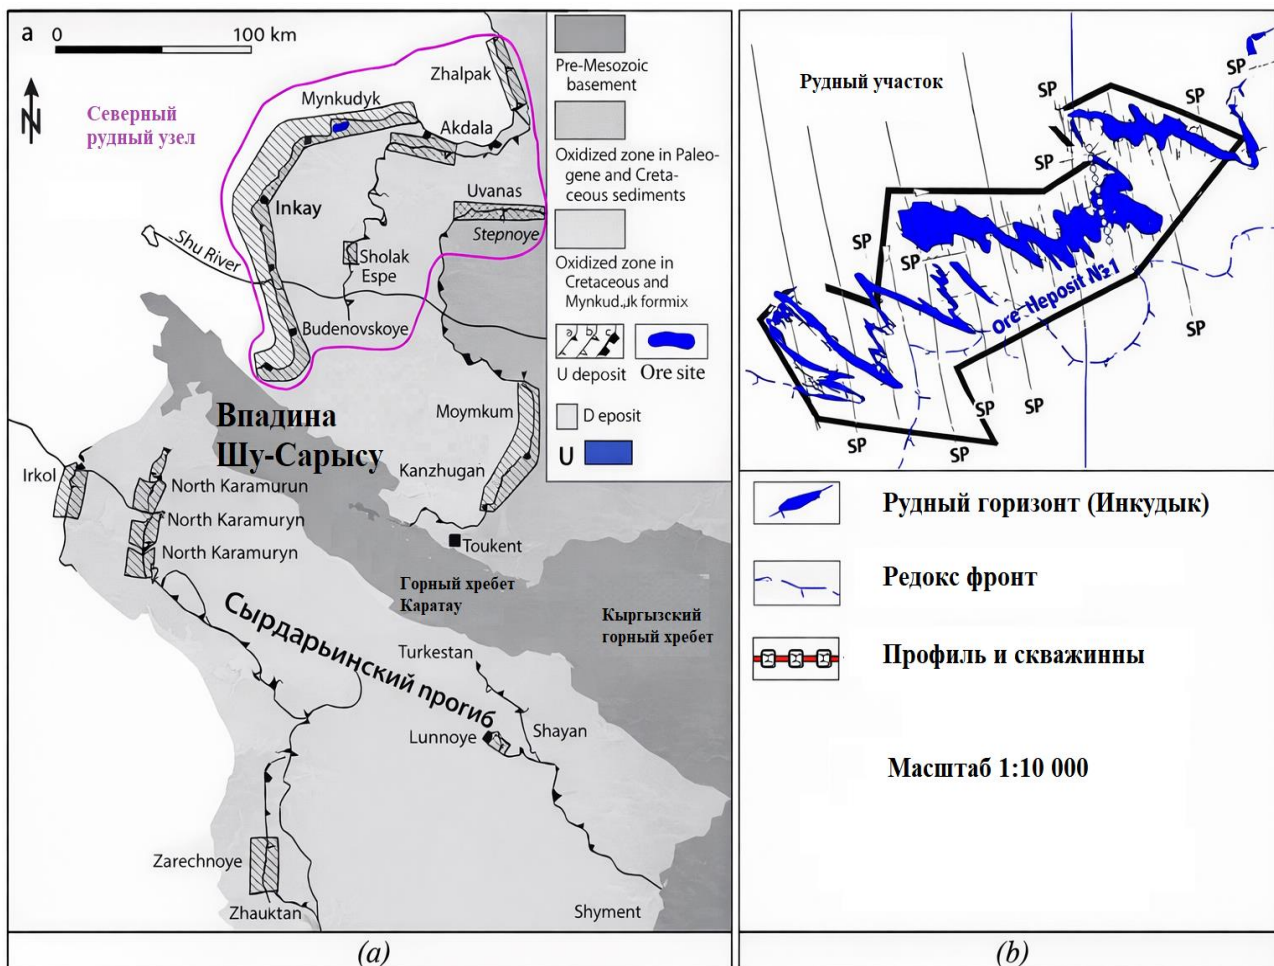 a
0
100 km
N
Северный
рудный узел
Zhalpak
Mynkudyk
Akdala
Inkay
Uvanas
Stepnoye
Shu River
Sholak
Espe
Budenovskoye
Впадина
Шу-Сарысу
Moymkum
Kanzhugan
Irkol
North Karamurun
North Karamuryn
North Karamuryn
Toukent
Горный хребет
Каратау
Кыргызский
горный хребет
Сырдарьинский прогиб
Turkestan
Lunnoye
Shayan
Zarechnoye
Zhauktan
Shyment
Pre-Mesozoic
basement
Oxidized zone in Paleo-
gene and Creta-
ceous sediments
Oxidized zone in
Cretaceous and
Mynkud.,ık formix
a b c
U deposit
Ore site
D eposit
U
(a)
b
Рудный участок
SP
SP
SP
SP
SP
SP
SP
SP
SP
SP
SP
SP
Ore deposit №1
Рудный горизонт (Инкудык)
Редокс фронт
Профиль и скважинны
Масштаб 1:10 000
(b)